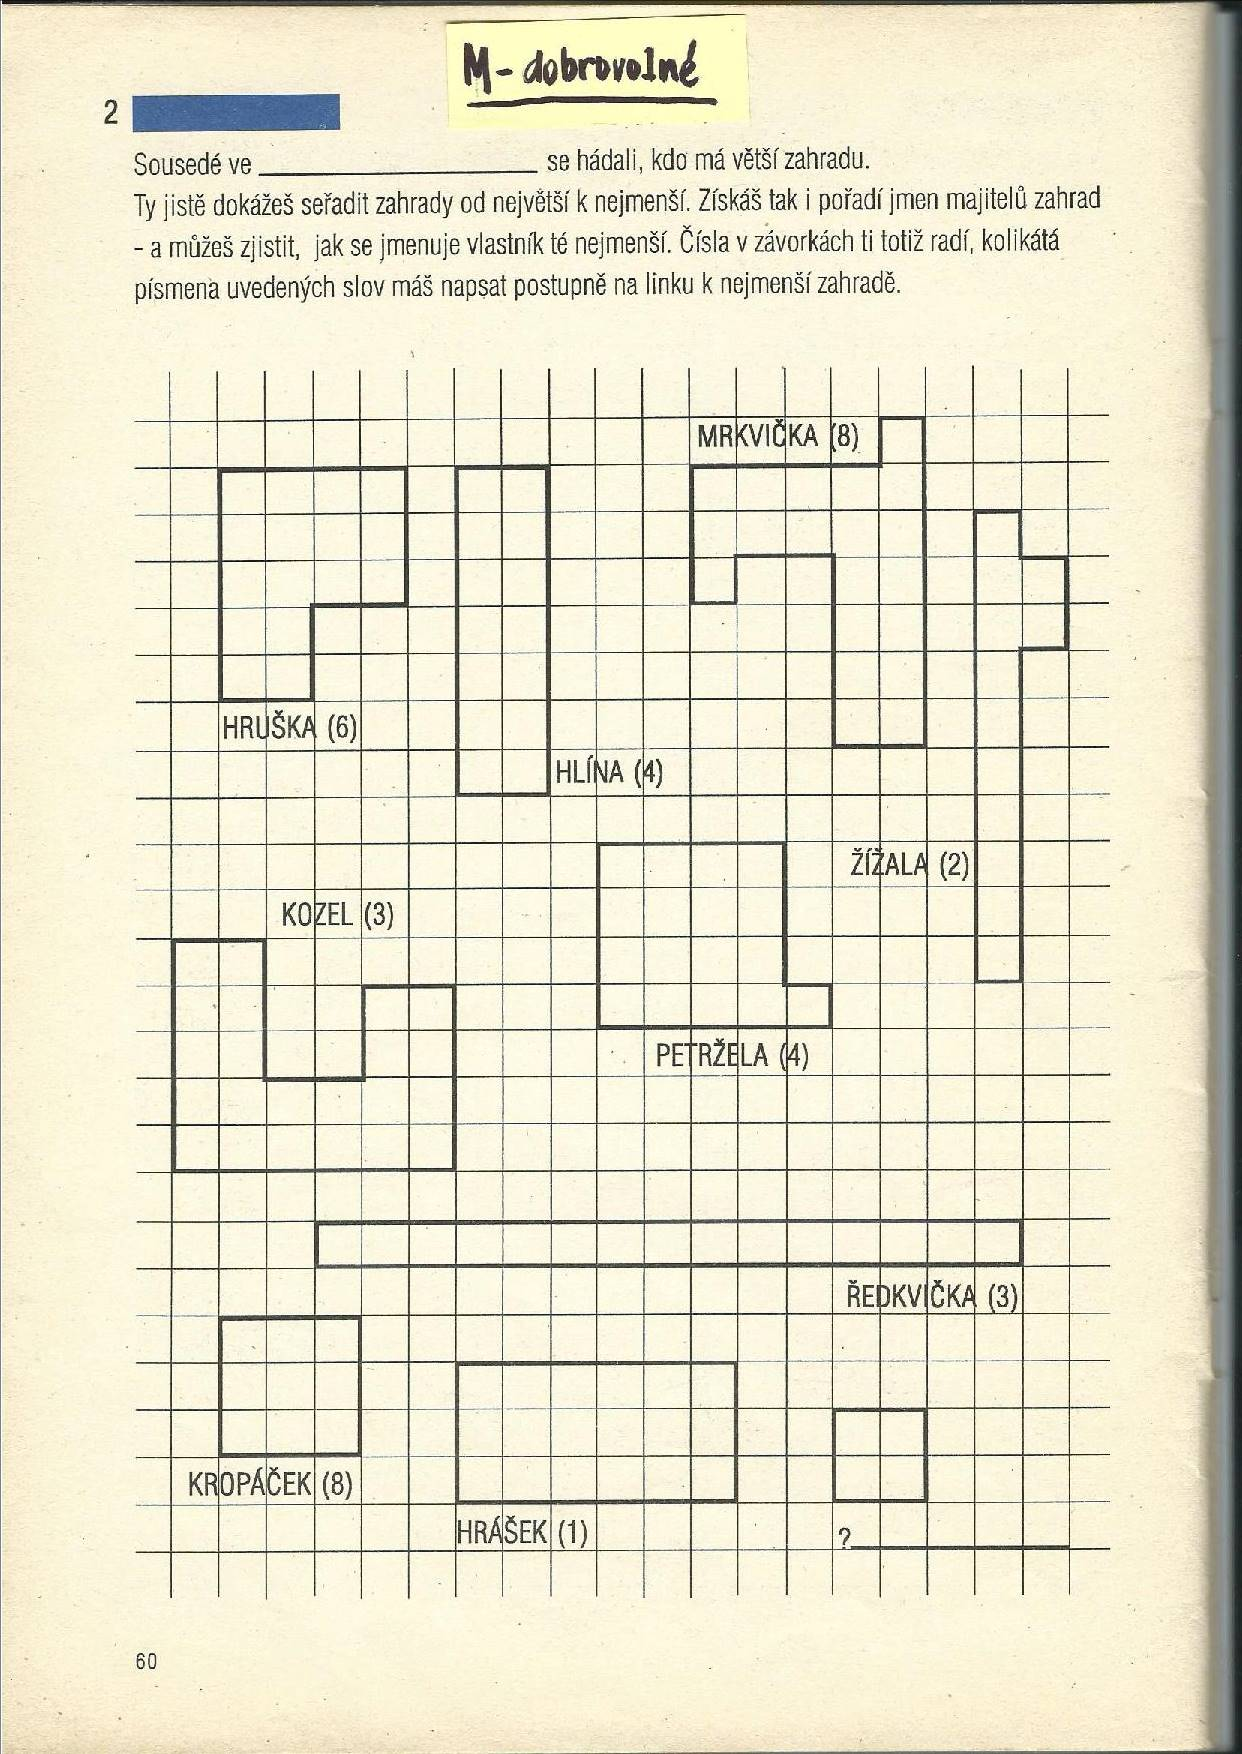 M - dobrovolné
2
Sousedé ve ____________________ se hádali, kdo má větší zahradu.
Ty jistě dokážeš seřadit zahrady od největší k nejmenší. Získáš tak i pořadí jmen majitelů zahrad
- a můžeš zjistit, jak se jmenuje vlastník té nejmenší. Čísla v závorkách ti totiž radí, kolikátá
písmena uvedených slov máš napsat postupně na linku k nejmenší zahradě.
MRKVIČKA (8)
HRUŠKA (6)
HLÍNA (4)
ŽÍŽALA (2)
KOZEL (3)
PETRŽELA (4)
ŘEDKVIČKA (3)
KROPÁČEK (8)
HRÁŠEK (1)
?____________________
60